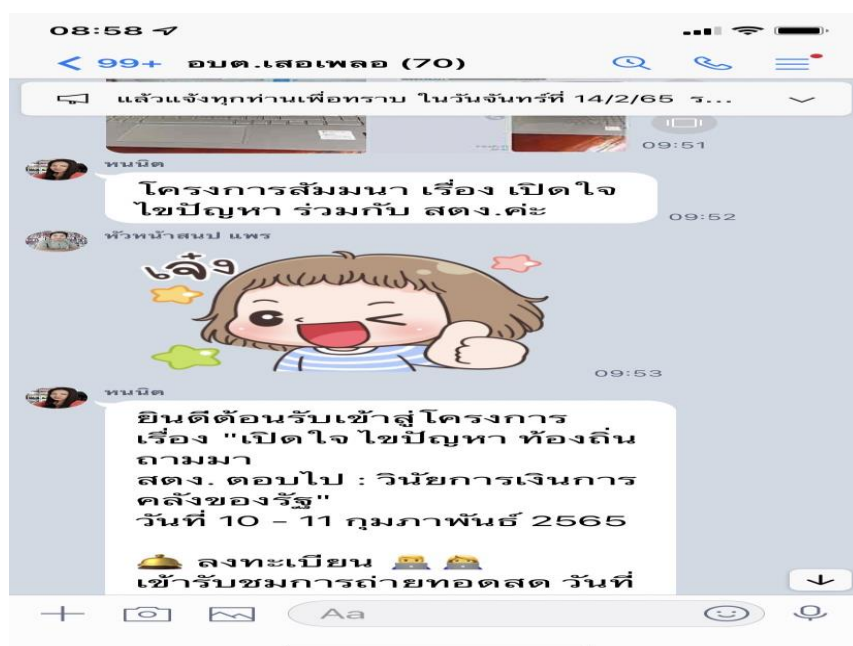 08:58
99+ อบต.เสอเพลอ (70)
แล้วแจ้งทุกท่านเพื่อทราบ ในวันจันทร์ที่ 14/2/65 ร...
09:51
หนนิต
โครงการสัมมนา เรื่อง เปิดใจ
ไขปัญหา ร่วมกับ สตง.ค่ะ
09:52
หัวหน้าสนป แพร
เจ๋ง
09:53
หนนิต
ยินดีต้อนรับเข้าสู่โครงการ
เรื่อง "เปิดใจ ไขปัญหา ท้องถิ่น
ถามมา
สตง. ตอบไป : วินัยการเงินการ
คลังของรัฐ"
วันที่ 10 - 11 กุมภาพันธ์ 2565
🛎 ลงทะเบียน 👨‍💻 👩‍💻
เข้ารับชมการถ่ายทอดสด วันที่
Aa